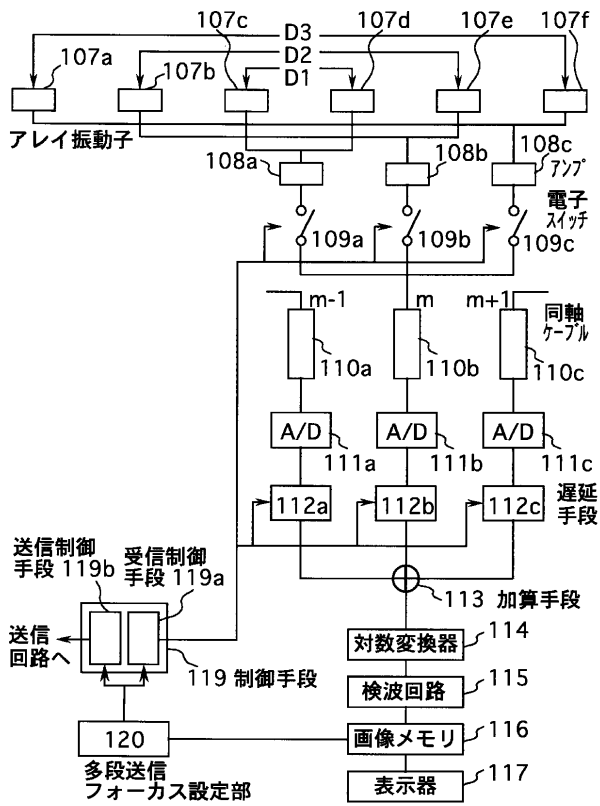 107c D3 107d 107e 107f
107a 107b D2
D1
アレイ振動子
108a 108b 108c
アンプ
電子
スイッチ
109a 109b 109c
m-1 m m+1
同軸
ケーブル
110a 110b 110c
A/D A/D A/D
111a 111b 111c
112a 112b 112c
遅延
手段
送信制御
手段 119b
受信制御
手段 119a
113 加算手段
送信
回路へ
対数変換器 114
119 制御手段
検波回路 115
120
画像メモリ 116
多段送信
フォーカス設定部
表示器 117